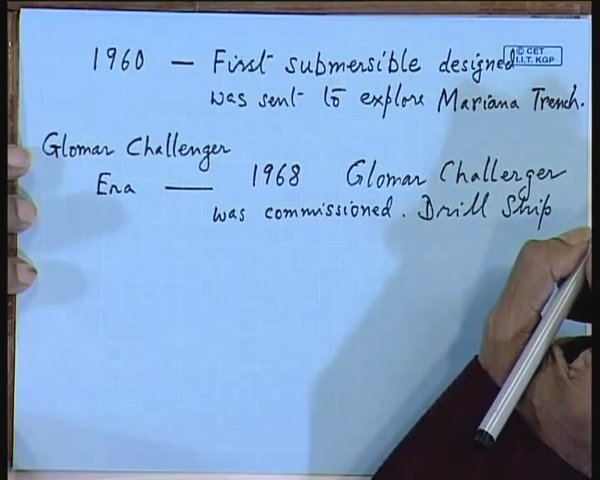 1960 — First submersible designed
© CET
I.I.T. KGP
was sent to explore Mariana Trench.
Glomar Challenger
Era — 1968 Glomar Challenger
was commissioned. Drill Ship